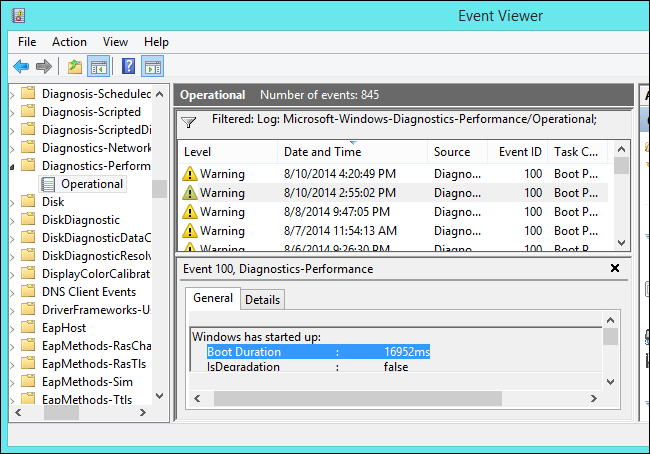 Event Viewer
File Action View Help
Diagnosis-Scheduled
Diagnosis-Scripted
Diagnosis-ScriptedDi
Diagnostics-Network
Diagnostics-Perform
Operational
Disk
DiskDiagnostic
DiskDiagnosticDataC
DiskDiagnosticResolv
DisplayColorCalibrat
DNS Client Events
DriverFrameworks-U
EapHost
EapMethods-RasCha
EapMethods-RasTls
EapMethods-Sim
EapMethods-Ttls
Operational Number of events: 845
Filtered: Log: Microsoft-Windows-Diagnostics-Performance/Operational;
Level Date and Time Source Event ID Task C...
Warning 8/10/2014 4:20:49 PM Diagno... 100 Boot P...
Warning 8/10/2014 2:55:02 PM Diagno... 100 Boot P...
Warning 8/8/2014 9:47:05 PM Diagno... 100 Boot P...
Warning 8/7/2014 11:54:13 AM Diagno... 100 Boot P...
Warning 8/6/2014 9:26:30 PM Diagno... 100 Boot P...
Event 100, Diagnostics-Performance
General Details
Windows has started up:
Boot Duration : 16952ms
IsDegradation : false